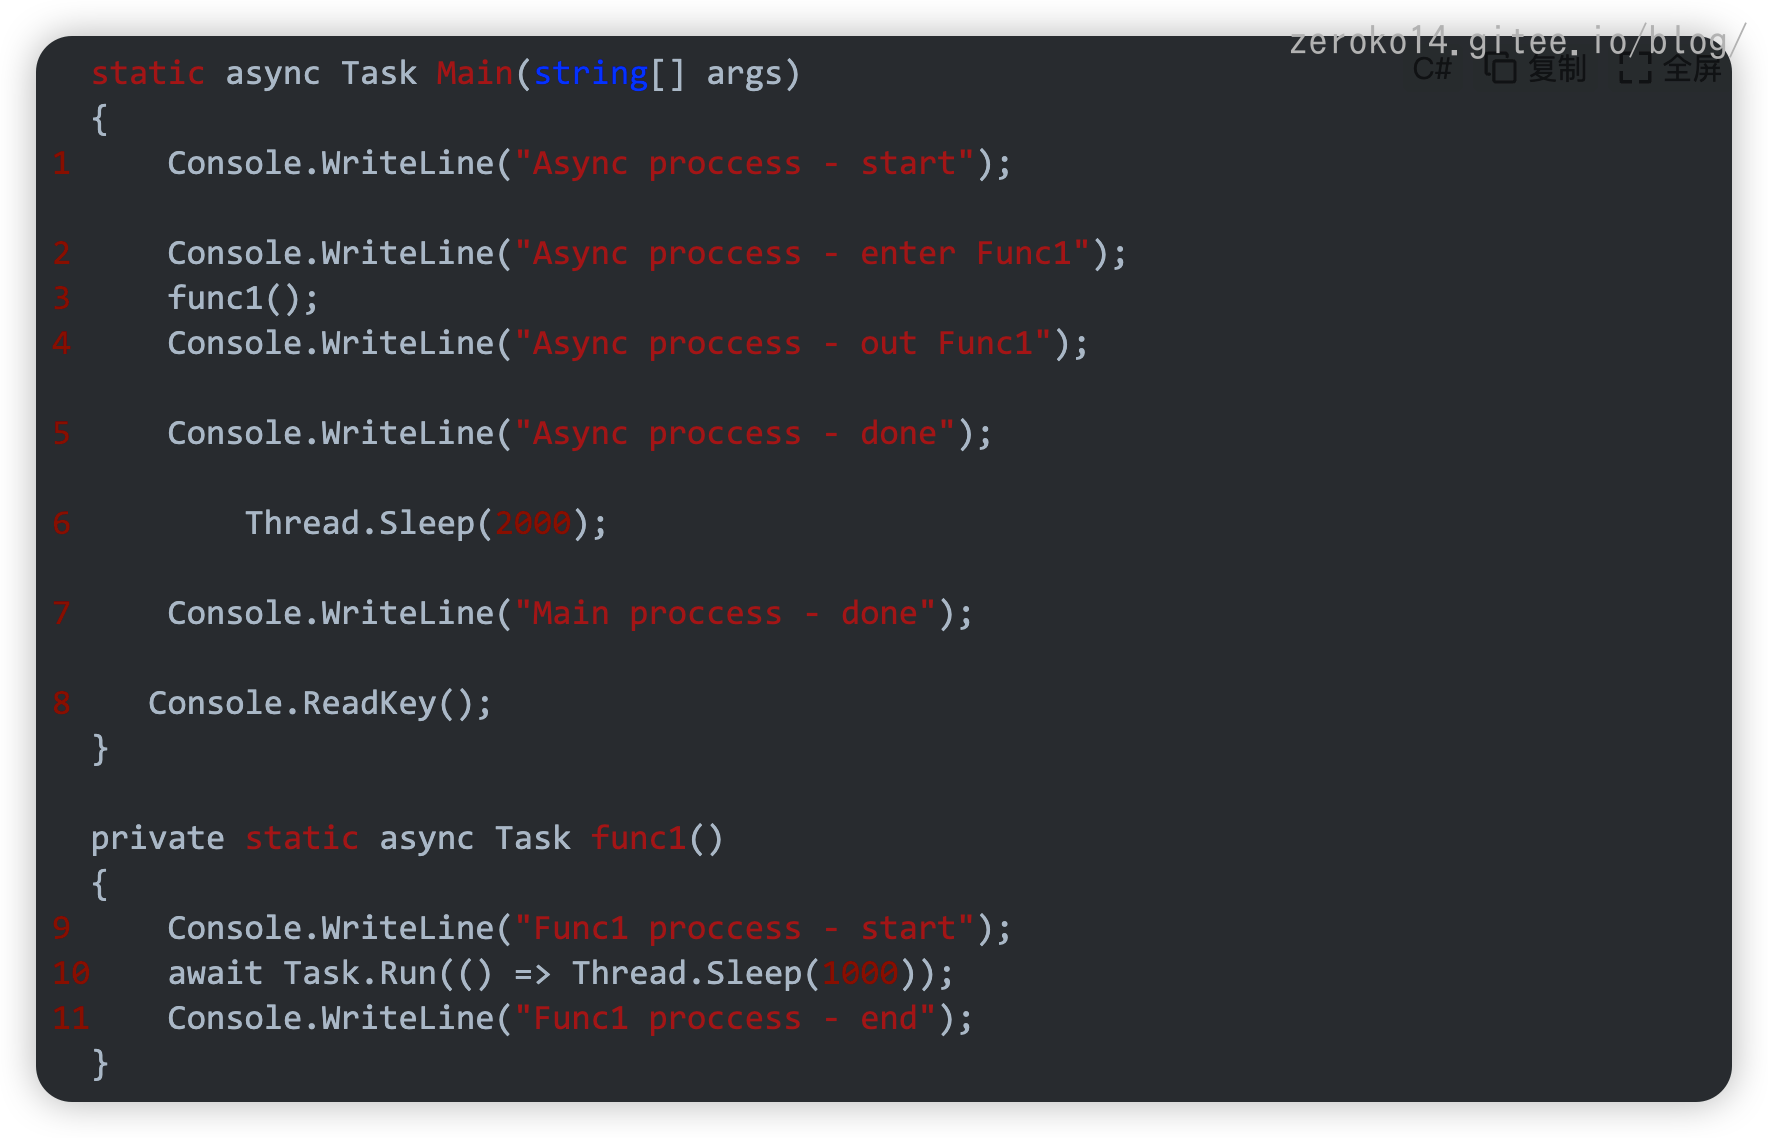 zeroko14.gitee.io/blog/
C# 复制 全屏
static async Task Main(string[] args)
{
1 Console.WriteLine("Async proccess - start");
2 Console.WriteLine("Async proccess - enter Func1");
3 func1();
4 Console.WriteLine("Async proccess - out Func1");
5 Console.WriteLine("Async proccess - done");
6 Thread.Sleep(2000);
7 Console.WriteLine("Main proccess - done");
8 Console.ReadKey();
}
private static async Task func1()
{
9 Console.WriteLine("Func1 proccess - start");
10 await Task.Run(() => Thread.Sleep(1000));
11 Console.WriteLine("Func1 proccess - end");
}